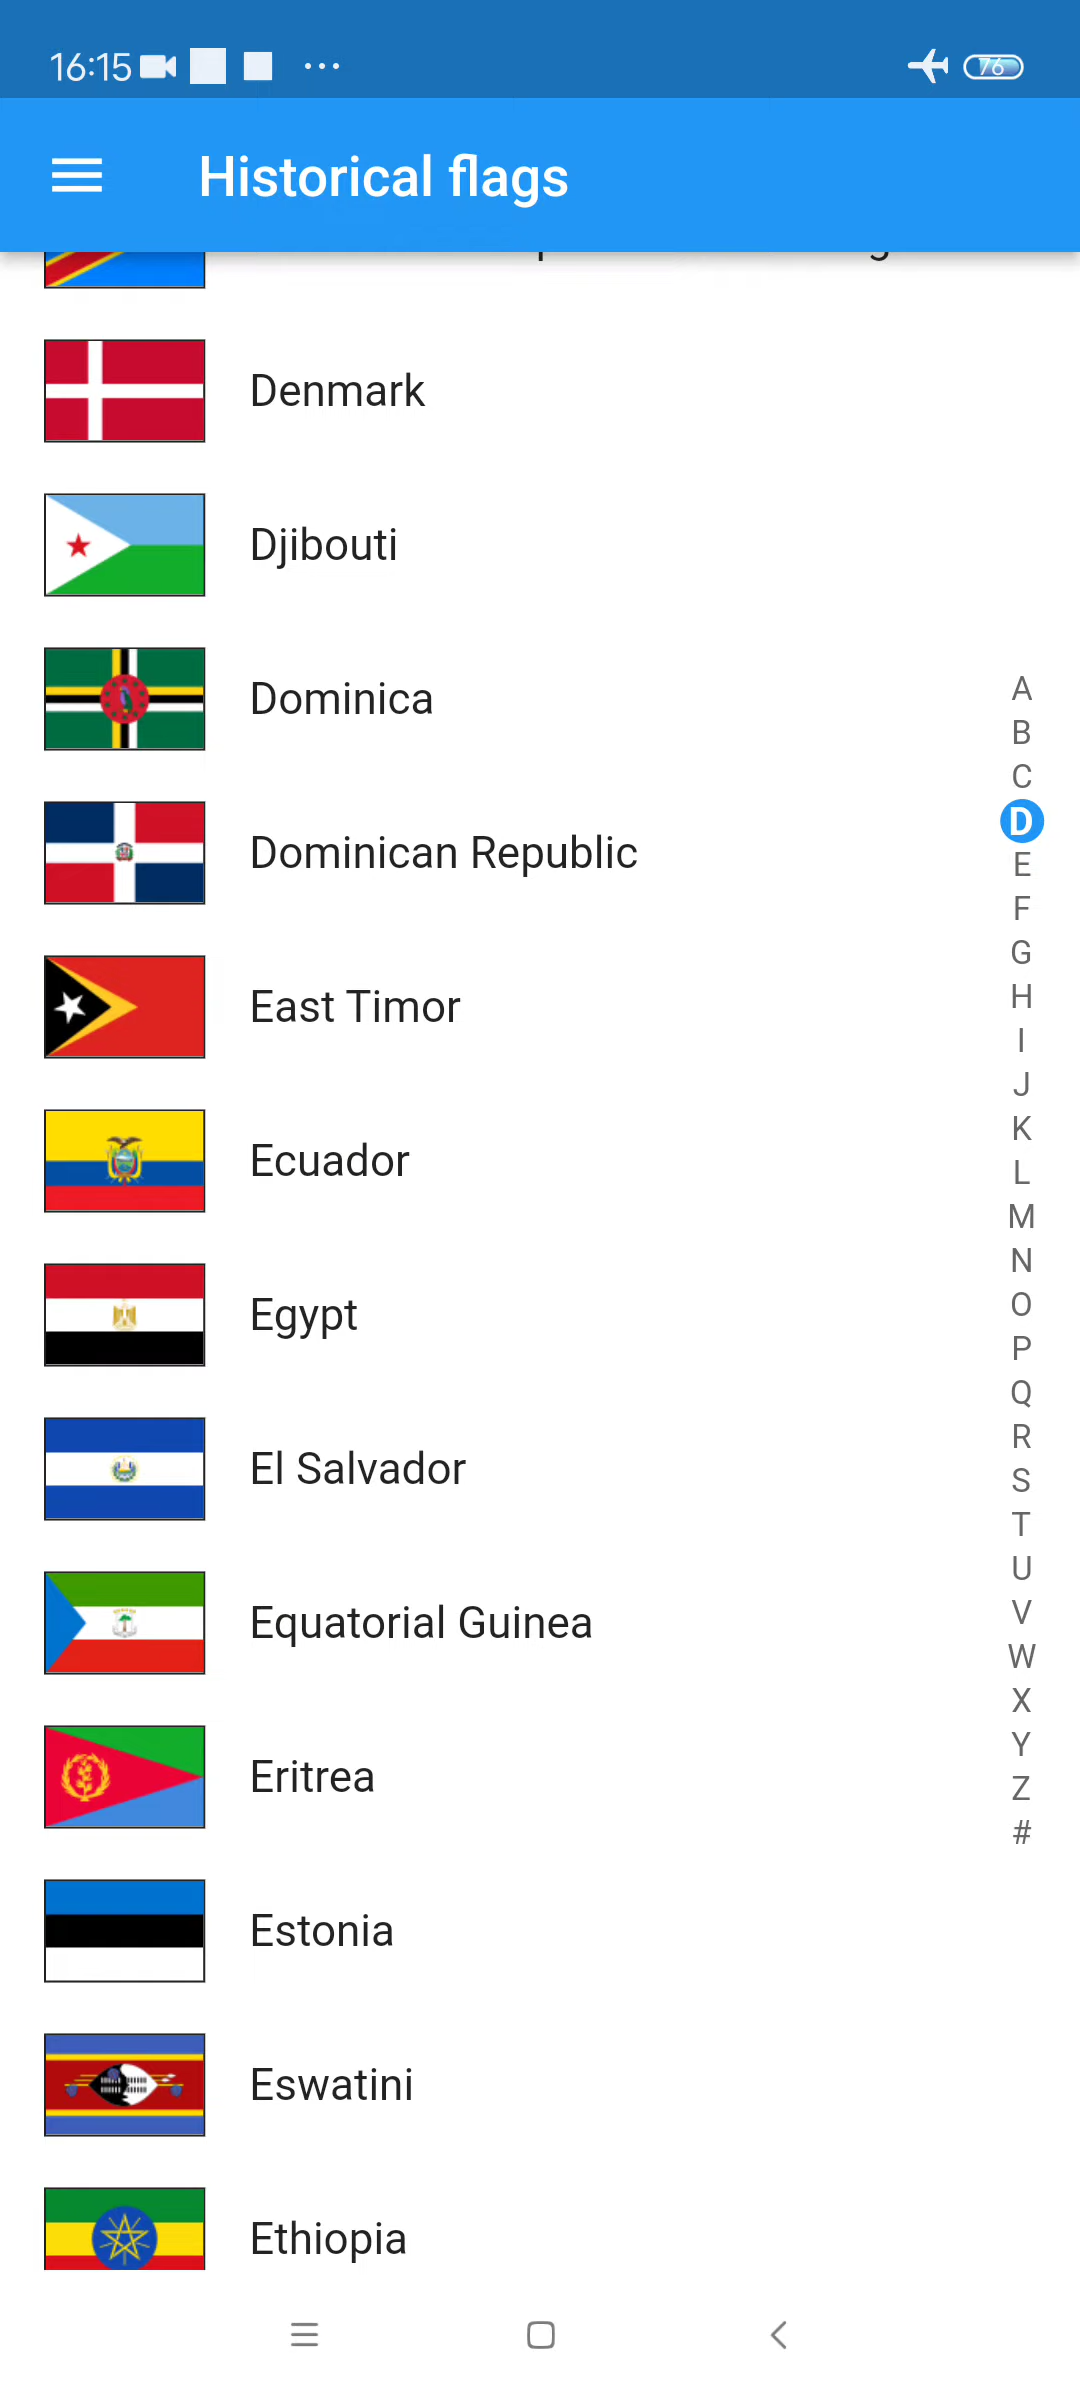 16:15
76
Historical flags
Denmark
Djibouti
Dominica
Dominican Republic
East Timor
Ecuador
Egypt
El Salvador
Equatorial Guinea
Eritrea
Estonia
Eswatini
Ethiopia
A
B
C
D
E
F
G
H
I
J
K
L
M
N
O
P
Q
R
S
T
U
V
W
X
Y
Z
#